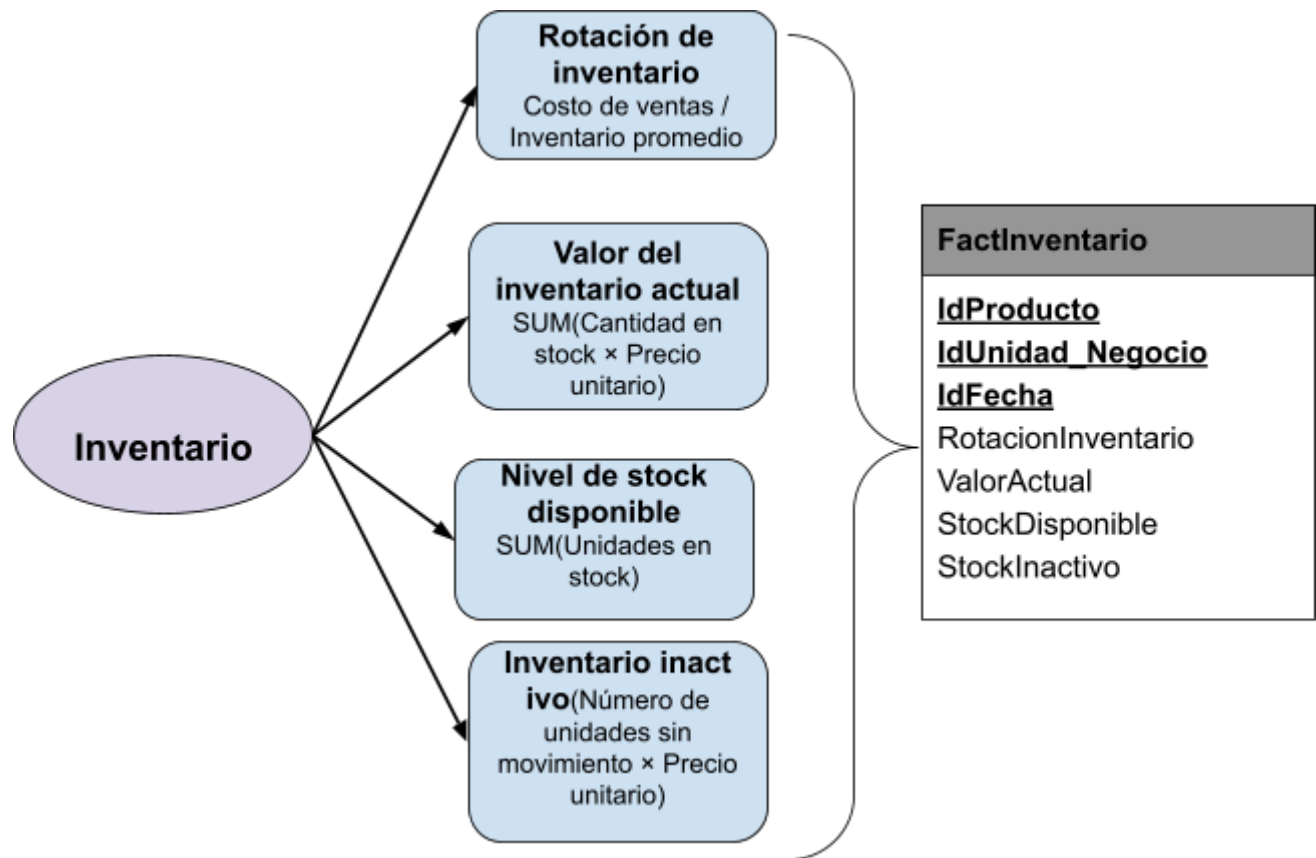 Rotación de
inventario
Costo de ventas /
Inventario promedio
Valor del
inventario actual
SUM(Cantidad en
stock × Precio
unitario)
Inventario
Nivel de stock
disponible
SUM(Unidades en
stock)
Inventario inact
ivo(Número de
unidades sin
movimiento × Precio
unitario)
FactInventario
IdProducto
IdUnidad_Negocio
IdFecha
RotacionInventario
ValorActual
StockDisponible
StockInactivo